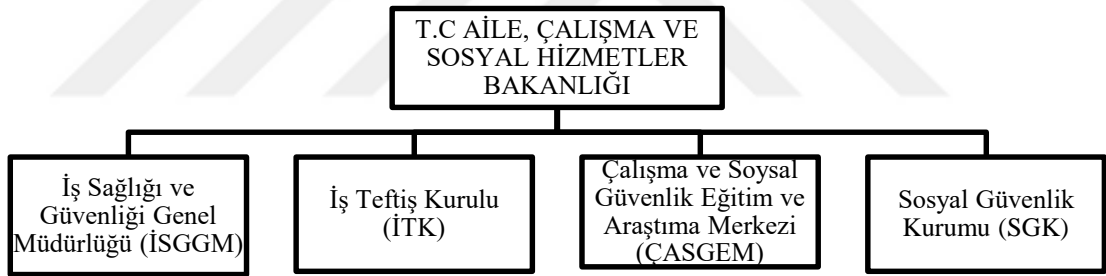 T.C AİLE, ÇALIŞMA VE
SOSYAL HİZMETLER
BAKANLIĞI
İş Sağlığı ve
Güvenliği Genel
Müdürlüğü (İSGGM)
İş Teftiş Kurulu
(İTK)
Çalışma ve Soysal
Güvenlik Eğitim ve
Araştıma Merkezi
(ÇASGEM)
Sosyal Güvenlik
Kurumu (SGK)